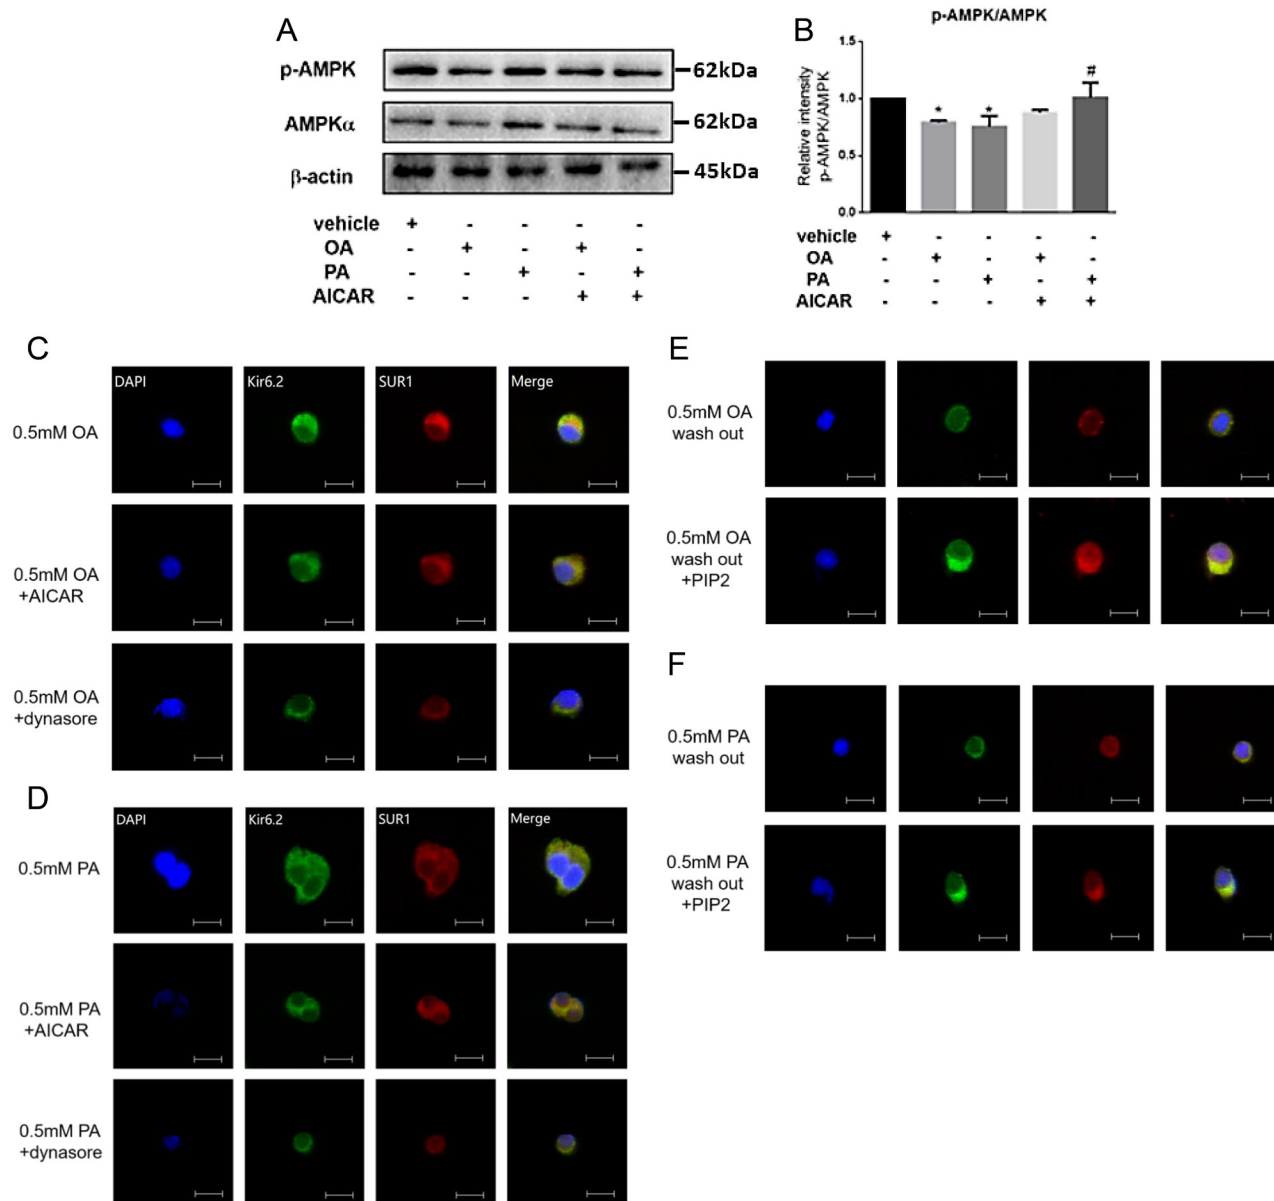 A
p-AMPK
62kDa
AMPKα
62kDa
β-actin
45kDa
vehicle + - - - -
OA - + - + -
PA - - + - +
AICAR - - - + +
B
p-AMPK/AMPK
Relative intensity
p-AMPK/AMPK
1.5
1.0
0.5
0.0
* * #
vehicle + - - - -
OA - + - + -
PA - - + - +
AICAR - - - + +
C
DAPI Kir6.2 SUR1 Merge
0.5mM OA
0.5mM OA
+AICAR
0.5mM OA
+dynasore
D
DAPI Kir6.2 SUR1 Merge
0.5mM PA
0.5mM PA
+AICAR
0.5mM PA
+dynasore
E
0.5mM OA
wash out
0.5mM OA
wash out
+PIP2
F
0.5mM PA
wash out
0.5mM PA
wash out
+PIP2